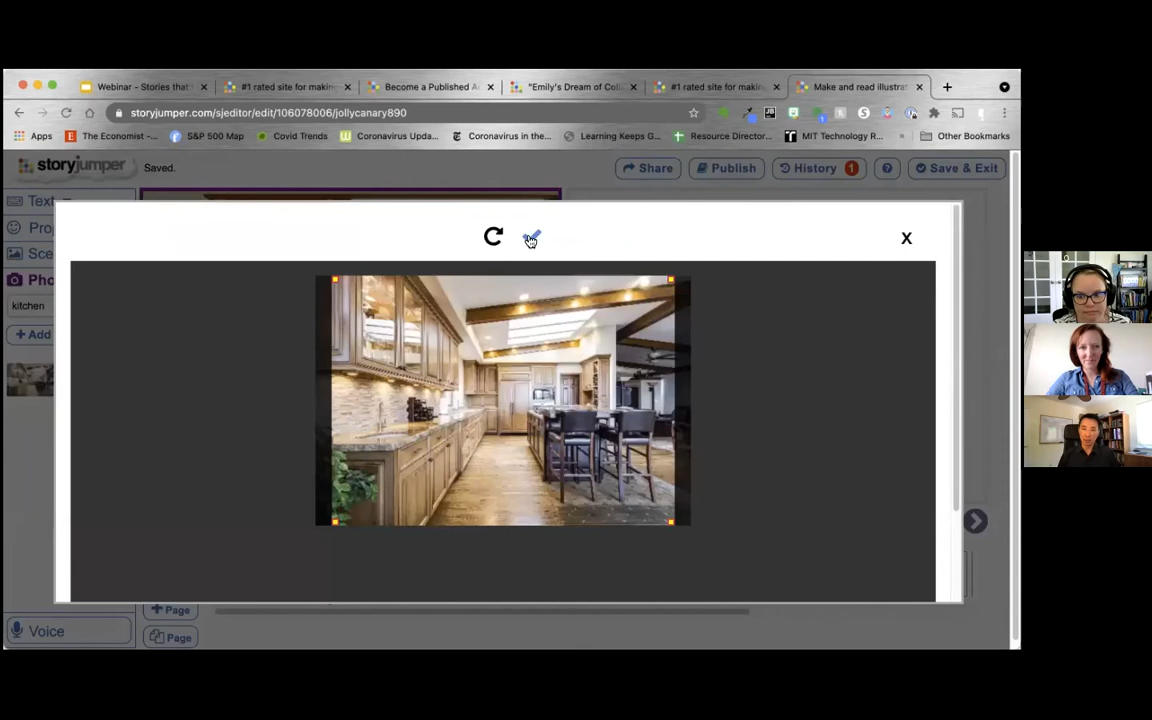 Webinar - Stories that
#1 rated site for making
Become a Published A
"Emily's Dream of Coll
#1 rated site for making
Make and read illustrat
storyjumper.com/sjeditor/edit/106078006/jollycanary890
Apps
The Economist -...
S&P 500 Map
Covid Trends
Coronavirus Upda...
Coronavirus in the...
Learning Keeps G...
Resource Director...
MIT Technology R...
Other Bookmarks
storyjumper
Saved.
Share
Publish
History 1
Save & Exit
Text
Pro
Sce
Pho
X
kitchen
+ Add
+ Page
Page
Voice